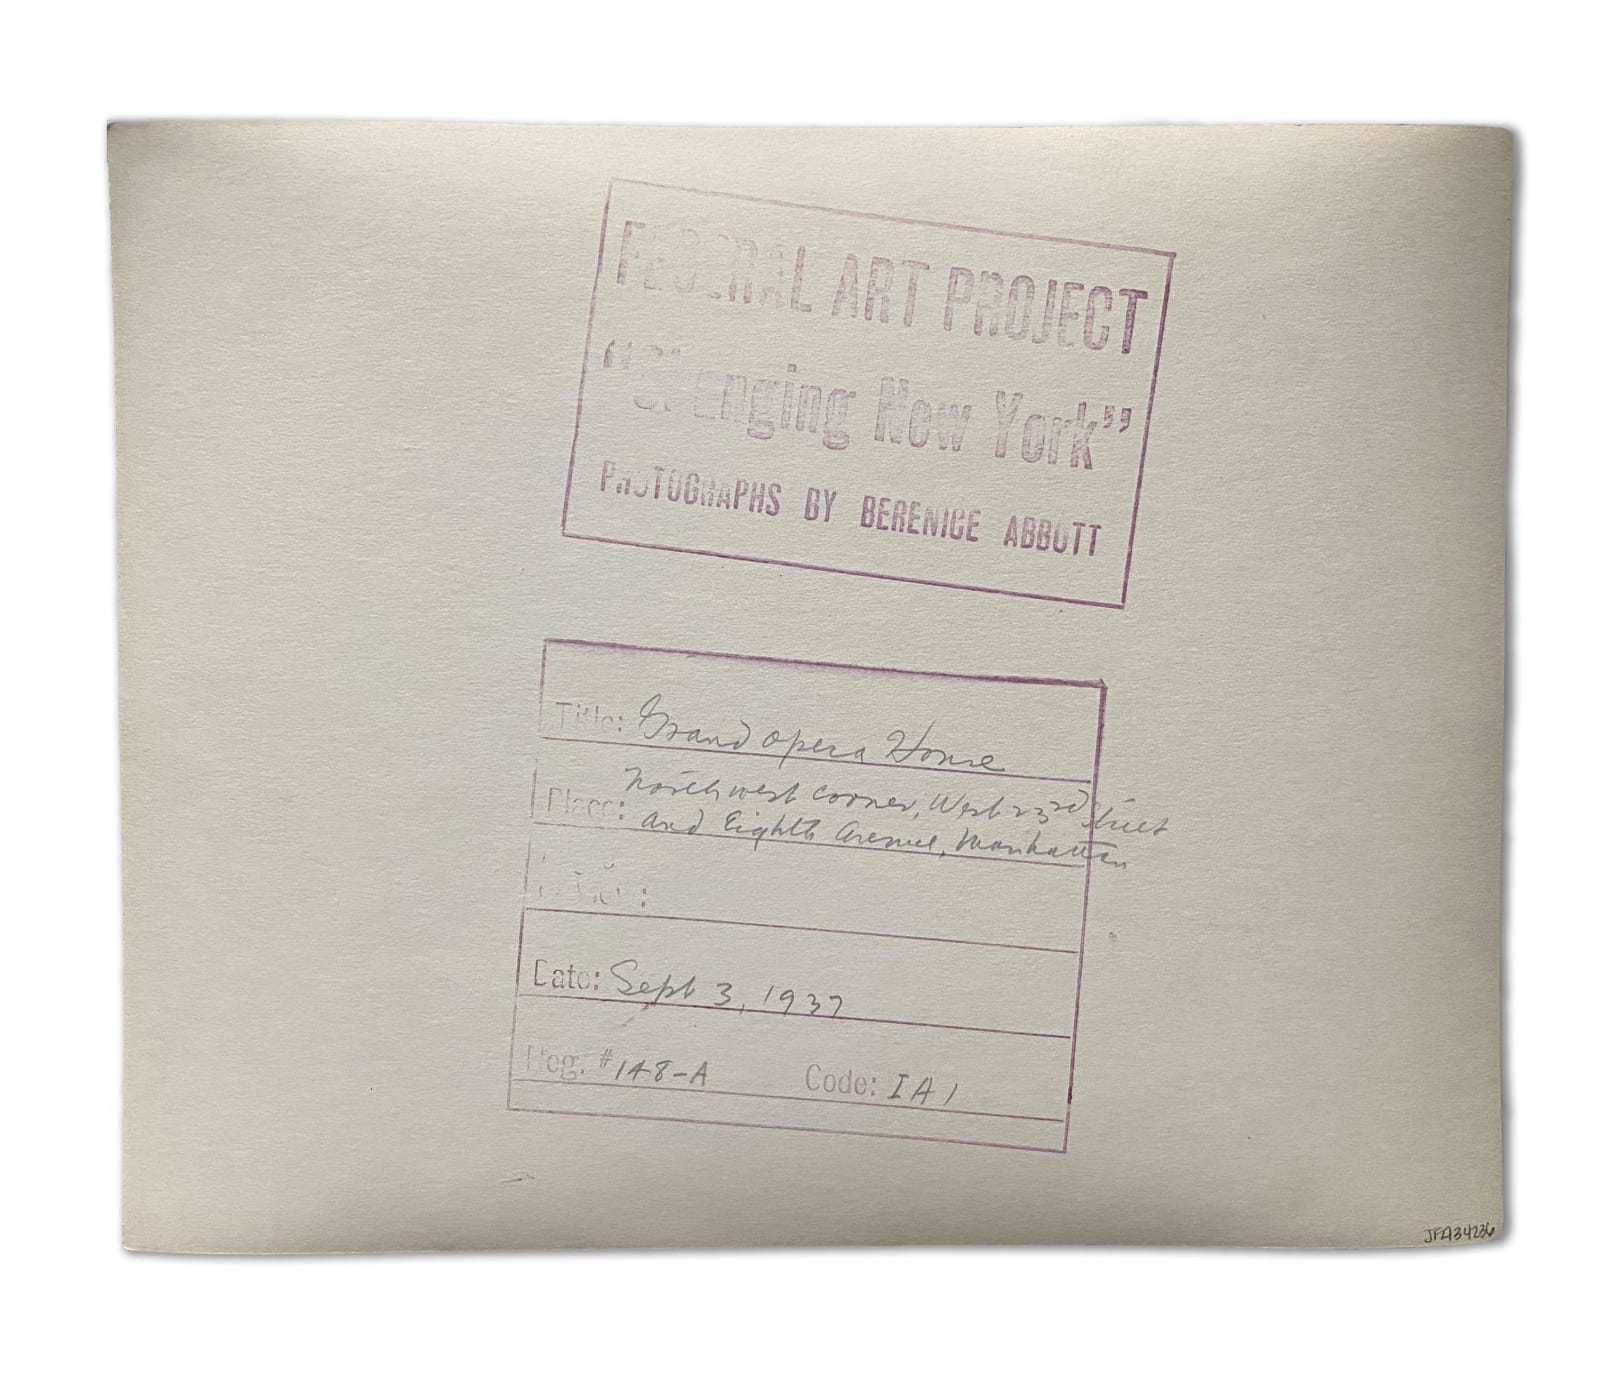 FEDERAL ART PROJECT
"Changing New York"
PHOTOGRAPHS BY BERENICE ABBOTT
Title: Grand Opera House
Place: Northwest corner, West 23rd Street
and Eighth Avenue, Manhattan
Date: Sept 3, 1937
Neg. # 148-A Code: I A 1
JFA34236